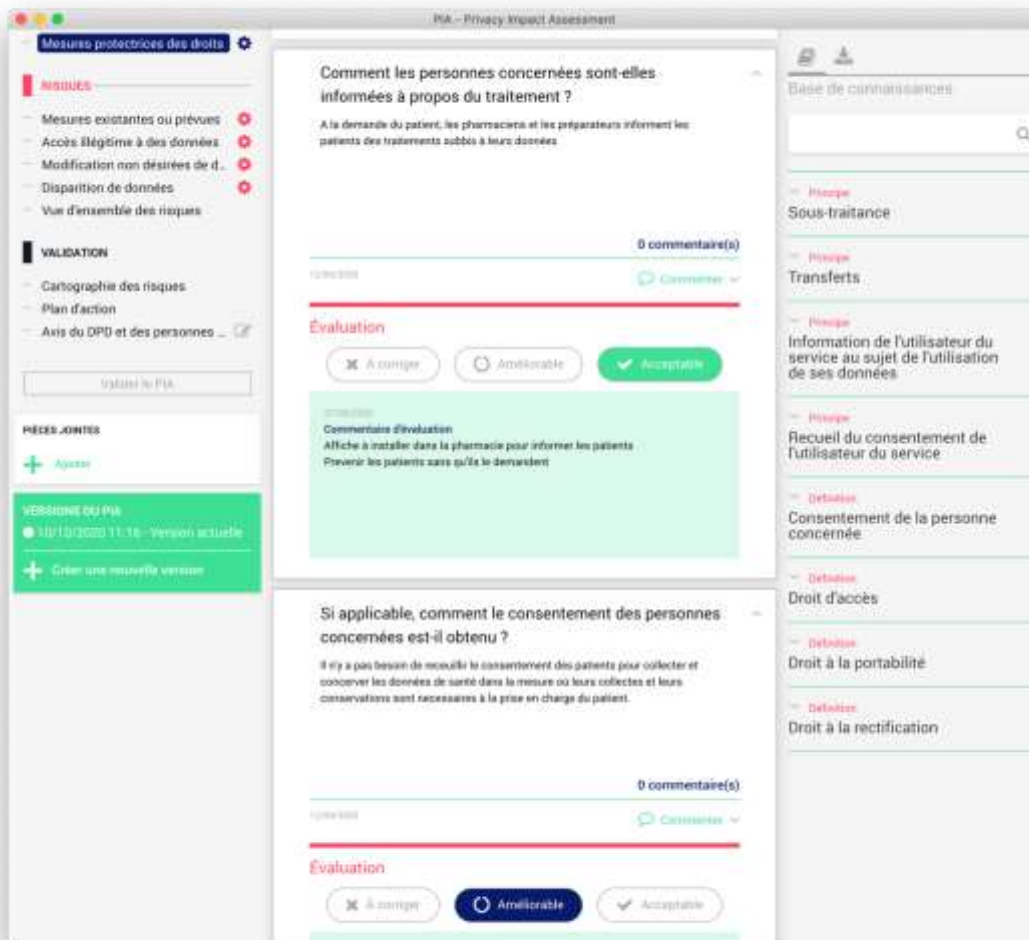 PIA – Privacy Impact Assessment
Mesures protectrices des droits
RISQUES
Mesures existantes ou prévues
Accès illégitime à des données
Modification non désirées de d...
Disparition de données
Vue d'ensemble des risques
VALIDATION
Cartographie des risques
Plan d'action
Avis du DPD et des personnes ...
Valider le PIA
PIÈCES JOINTES
Ajouter
VERSIONS DU PIA
10/10/2020 11:16 - Version actuelle
Créer une nouvelle version
Comment les personnes concernées sont-elles
informées à propos du traitement ?
A la demande du patient, les pharmaciens et les préparateurs informent les
patients des traitements subbis à leurs données
0 commentaire(s)
Commenter
Évaluation
À corriger
Améliorable
Acceptable
Commentaire d'évaluation
Affiche à installer dans la pharmacie pour informer les patients
Prevenir les patients sans qu'ils le demandent
Si applicable, comment le consentement des personnes
concernées est-il obtenu ?
Il n'y a pas besoin de receuillir le consentement des patients pour collecter et
concerver les données de santé dans la mesure où leurs collectes et leurs
conservations sont necessaires à la prise en charge du patient.
0 commentaire(s)
Commenter
Évaluation
À corriger
Améliorable
Acceptable
Base de connaissances
Principe
Sous-traitance
Principe
Transferts
Principe
Information de l'utilisateur du
service au sujet de l'utilisation
de ses données
Principe
Recueil du consentement de
l'utilisateur du service
Définition
Consentement de la personne
concernée
Définition
Droit d'accès
Définition
Droit à la portabilité
Définition
Droit à la rectification